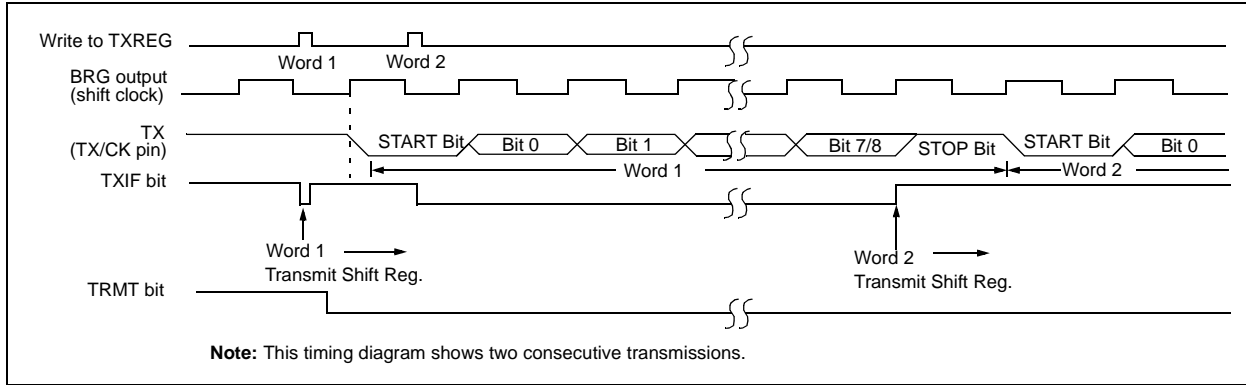 Write to TXREG
Word 1
Word 2
BRG output
(shift clock)
TX
(TX/CK pin)
START Bit
Bit 0
Bit 1
Bit 7/8
STOP Bit
START Bit
Bit 0
Word 1
Word 2
TXIF bit
Word 1
Transmit Shift Reg.
Word 2
Transmit Shift Reg.
TRMT bit
Note: This timing diagram shows two consecutive transmissions.